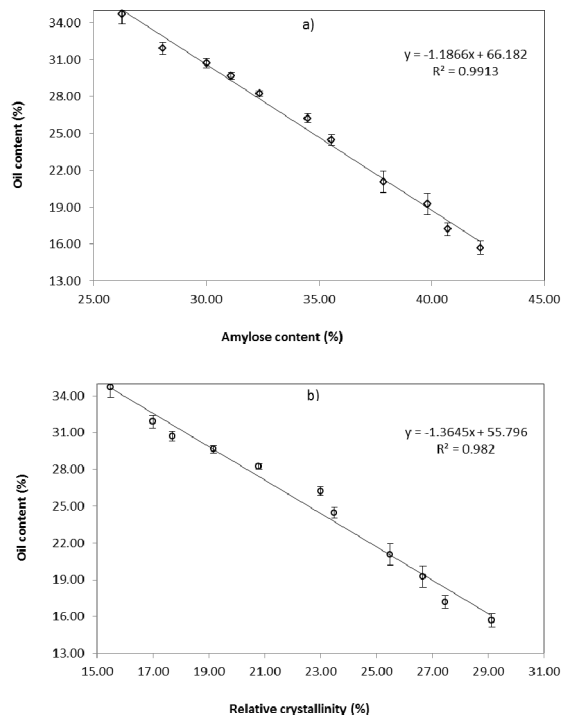 a)
y = -1.1866x + 66.182
R² = 0.9913
Oil content (%)
34.00
31.00
28.00
25.00
22.00
19.00
16.00
13.00
25.00 30.00 35.00 40.00 45.00
Amylose content (%)
b)
y = -1.3645x + 55.796
R² = 0.982
Oil content (%)
34.00
31.00
28.00
25.00
22.00
19.00
16.00
13.00
15.00 17.00 19.00 21.00 23.00 25.00 27.00 29.00 31.00
Relative crystallinity (%)